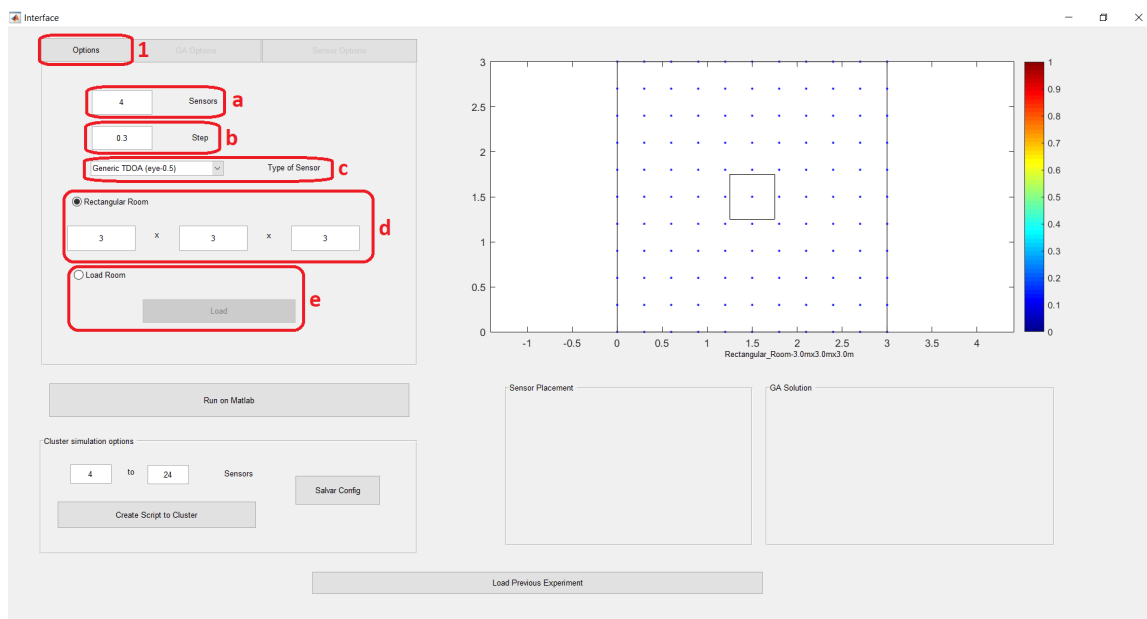 Interface
Options 1 GA Options Sensor Options
4 Sensors a
0.3 Step b
Generic TDOA (eye-0.5) Type of Sensor c
Rectangular Room
3 x 3 x 3 d
Load Room
Load e
Run on Matlab
Cluster simulation options
4 to 24 Sensors
Salvar Config
Create Script to Cluster
3
2.5
2
1.5
1
0.5
0
-1 -0.5 0 0.5 1 1.5 2 2.5 3 3.5 4
Rectangular_Room-3.0mx3.0mx3.0m
1
0.9
0.8
0.7
0.6
0.5
0.4
0.3
0.2
0.1
0
Sensor Placement
GA Solution
Load Previous Experiment